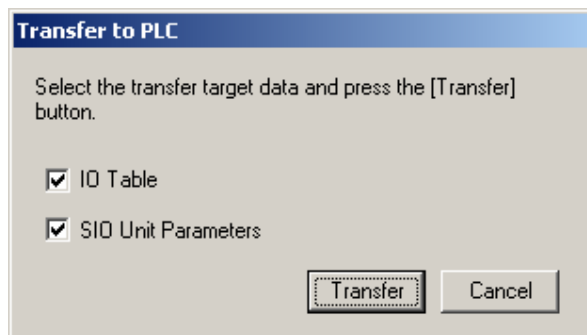 Transfer to PLC
Select the transfer target data and press the [Transfer]
button.
IO Table
SIO Unit Parameters
Transfer
Cancel